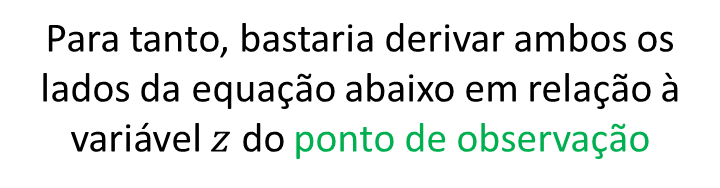 Para tanto, bastaria derivar ambos os
lados da equação abaixo em relação à
variável z do ponto de observação